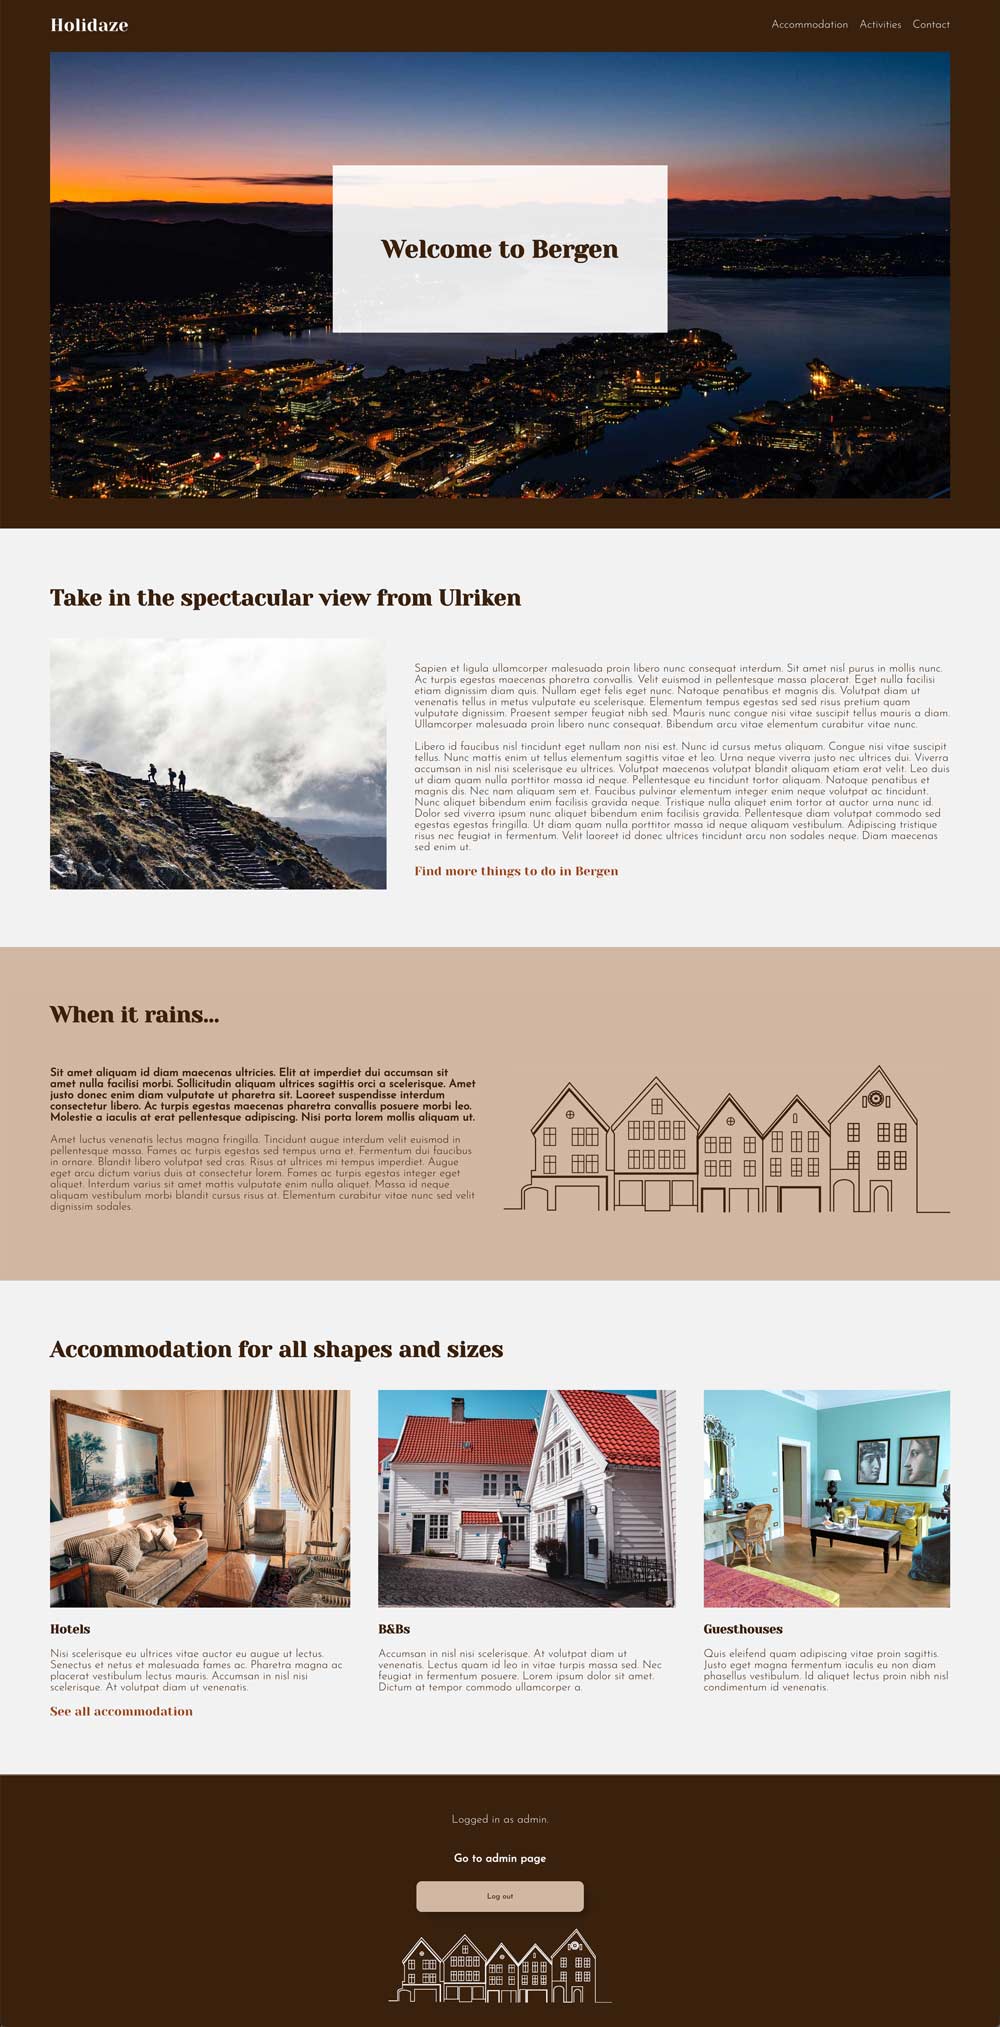 Holidaze
Accommodation Activities Contact
Welcome to Bergen
Take in the spectacular view from Ulriken
Sapien et ligula ullamcorper malesuada proin libero nunc consequat interdum. Sit amet nisl purus in mollis nunc.
Ac turpis egestas maecenas pharetra convallis. Velit euismod in pellentesque massa placerat. Eget nulla facilisi
etiam dignissim diam quis. Nullam eget felis eget nunc. Natoque penatibus et magnis dis. Volutpat diam ut
venenatis tellus in metus vulputate eu scelerisque. Elementum tempus egestas sed sed risus pretium quam
vulputate dignissim. Praesent semper feugiat nibh sed. Mauris nunc congue nisi vitae suscipit tellus mauris a diam.
Ullamcorper malesuada proin libero nunc consequat. Bibendum arcu vitae elementum curabitur vitae nunc.
Libero id faucibus nisl tincidunt eget nullam non nisi est. Nunc id cursus metus aliquam. Congue nisi vitae suscipit
tellus. Nunc mattis enim ut tellus elementum sagittis vitae et leo. Urna neque viverra justo nec ultrices dui. Viverra
accumsan in nisl nisi scelerisque eu ultrices. Volutpat maecenas volutpat blandit aliquam etiam erat velit. Leo duis
ut diam quam nulla porttitor massa id neque. Pellentesque eu tincidunt tortor aliquam. Natoque penatibus et
magnis dis. Nec nam aliquam sem et. Faucibus pulvinar elementum integer enim neque volutpat ac tincidunt.
Nunc aliquet bibendum enim facilisis gravida neque. Tristique nulla aliquet enim tortor at auctor urna nunc id.
Dolor sed viverra ipsum nunc aliquet bibendum enim facilisis gravida. Pellentesque diam volutpat commodo sed
egestas egestas fringilla. Ut diam quam nulla porttitor massa id neque aliquam vestibulum. Adipiscing tristique
risus nec feugiat in fermentum. Velit laoreet id donec ultrices tincidunt arcu non sodales neque. Diam maecenas
sed enim ut.
Find more things to do in Bergen
When it rains...
Sit amet aliquam id diam maecenas ultricies. Elit at imperdiet dui accumsan sit
amet nulla facilisi morbi. Sollicitudin aliquam ultrices sagittis orci a scelerisque. Amet
justo donec enim diam vulputate ut pharetra sit. Laoreet suspendisse interdum
consectetur libero. Ac turpis egestas maecenas pharetra convallis posuere morbi leo.
Molestie a iaculis at erat pellentesque adipiscing. Nisi porta lorem mollis aliquam ut.
Amet luctus venenatis lectus magna fringilla. Tincidunt augue interdum velit euismod in
pellentesque massa. Fames ac turpis egestas sed tempus urna et. Fermentum dui faucibus
in ornare. Blandit libero volutpat sed cras. Risus at ultrices mi tempus imperdiet. Augue
eget arcu dictum varius duis at consectetur lorem. Fames ac turpis egestas integer eget
aliquet. Interdum varius sit amet mattis vulputate enim nulla aliquet. Massa id neque
aliquam vestibulum morbi blandit cursus risus at. Elementum curabitur vitae nunc sed velit
dignissim sodales.
Accommodation for all shapes and sizes
Hotels
Nisi scelerisque eu ultrices vitae auctor eu augue ut lectus.
Senectus et netus et malesuada fames ac. Pharetra magna ac
placerat vestibulum lectus mauris. Accumsan in nisl nisi
scelerisque. At volutpat diam ut venenatis.
See all accommodation
B&Bs
Accumsan in nisl nisi scelerisque. At volutpat diam ut
venenatis. Lectus quam id leo in vitae turpis massa sed. Nec
feugiat in fermentum posuere. Lorem ipsum dolor sit amet.
Dictum at tempor commodo ullamcorper a.
Guesthouses
Quis eleifend quam adipiscing vitae proin sagittis.
Justo eget magna fermentum iaculis eu non diam
phasellus vestibulum. Id aliquet lectus proin nibh nisl
condimentum id venenatis.
Logged in as admin.
Go to admin page
Log out